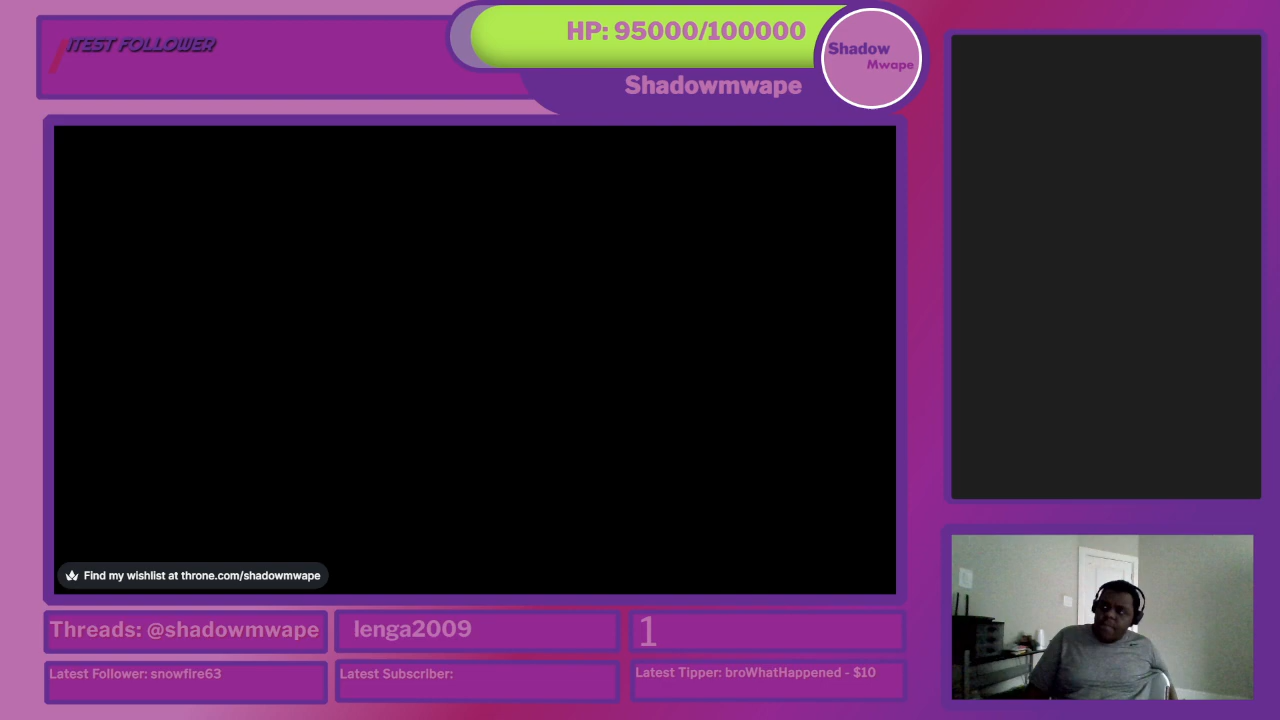 ITEST FOLLOWER
HP: 95000/100000
Shadowmwape
Shadow
Mwape
Find my wishlist at throne.com/shadowmwape
Threads: @shadowmwape
lenga2009
1
Latest Follower: snowfire63
Latest Subscriber:
Latest Tipper: broWhatHappened - $10